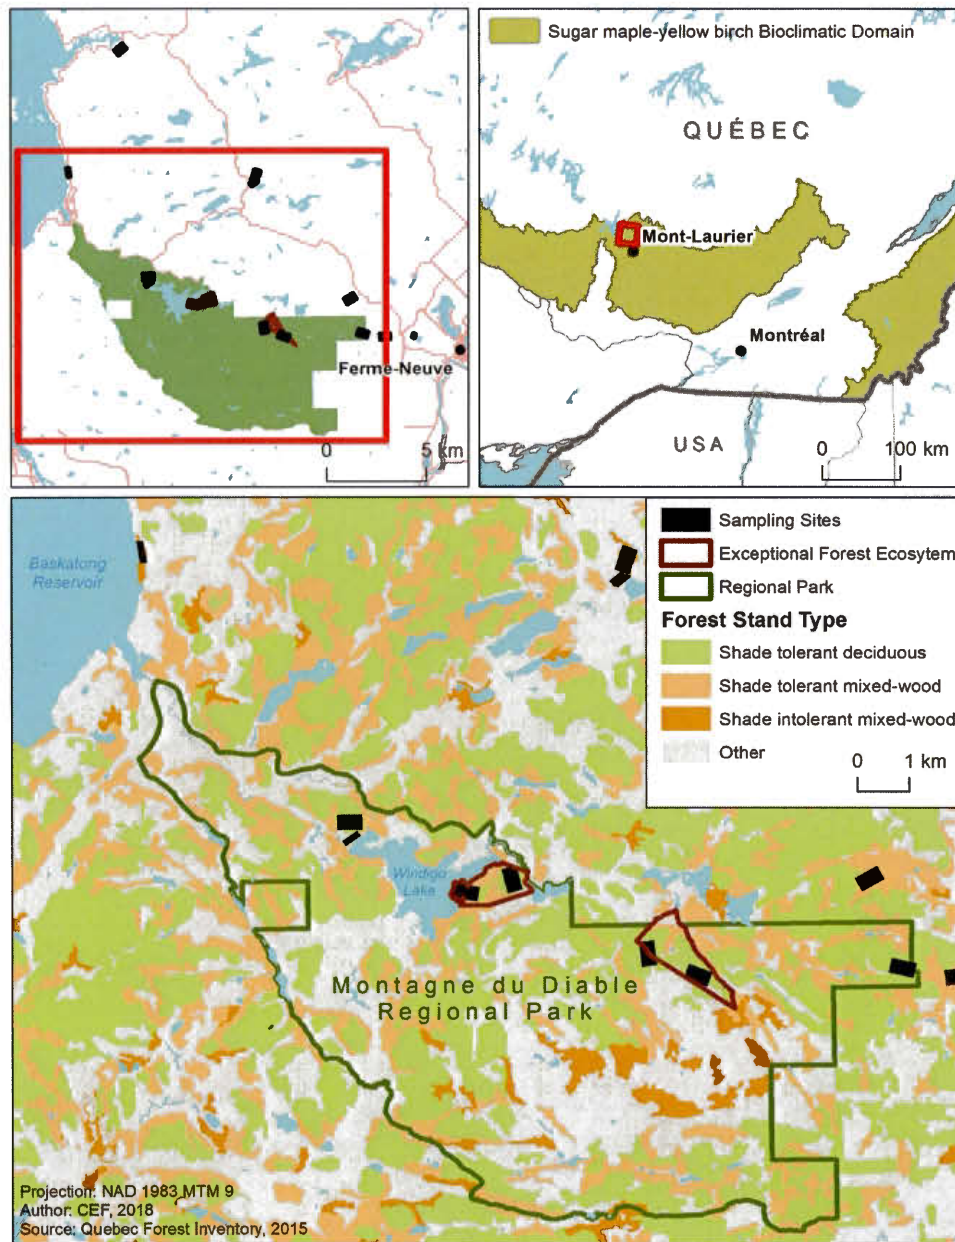 Ferme-Neuve
0 5 km
Sugar maple-yellow birch Bioclimatic Domain
QUÉBEC
Mont-Laurier
Montréal
USA
0 100 km
Baskatong
Reservoir
Sampling Sites
Exceptional Forest Ecosytem
Regional Park
Forest Stand Type
Shade tolerant deciduous
Shade tolerant mixed-wood
Shade intolerant mixed-wood
Other
0 1 km
Windigo
Lake
Montagne du Diable
Regional Park
Projection: NAD 1983 MTM 9
Author: CEF, 2018
Source: Quebec Forest Inventory, 2015